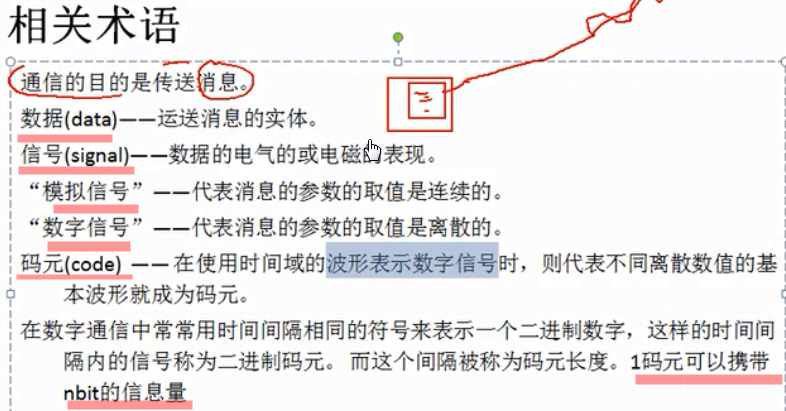 相关术语
通信的目的是传送消息。
数据(data)——运送消息的实体。
信号(signal)——数据的电气的或电磁的表现。
“模拟信号”——代表消息的参数的取值是连续的。
“数字信号”——代表消息的参数的取值是离散的。
码元(code) —— 在使用时间域的波形表示数字信号时，则代表不同离散数值的基
本波形就成为码元。
在数字通信中常常用时间间隔相同的符号来表示一个二进制数字，这样的时间间
隔内的信号称为二进制码元。 而这个间隔被称为码元长度。1码元可以携带
nbit的信息量